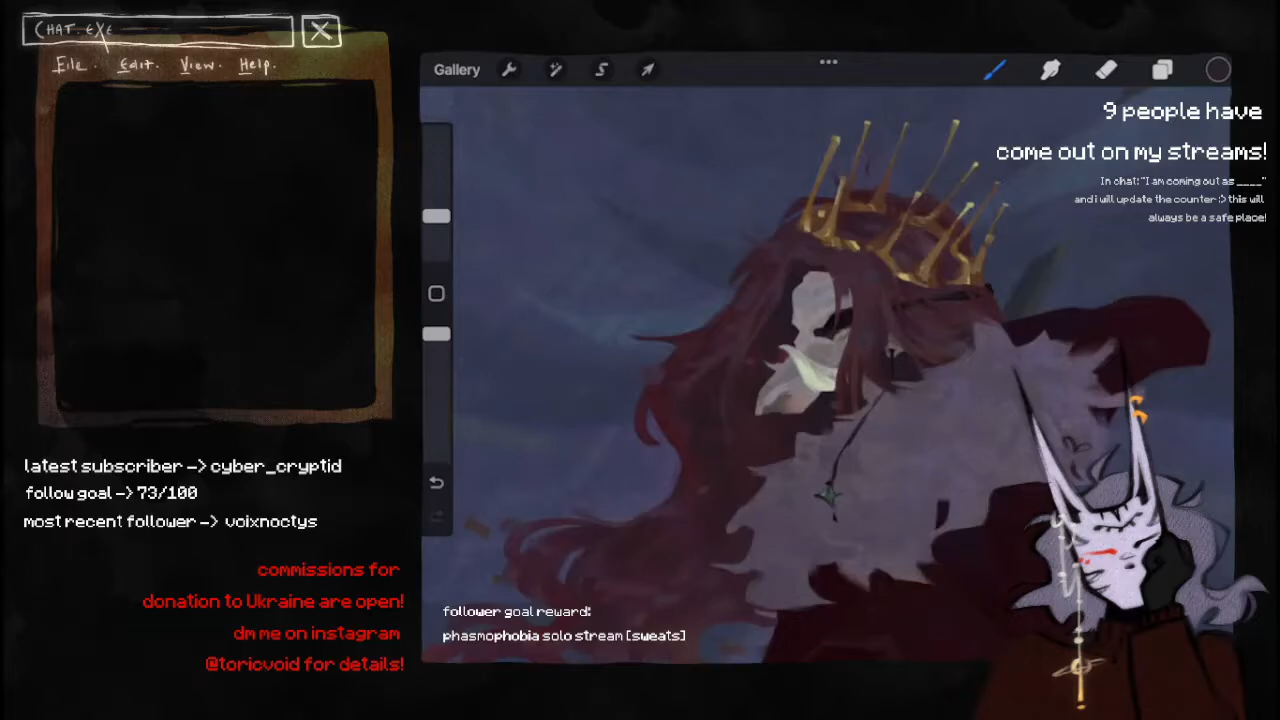 CHAT.EXE
File. Edit. View. Help.
Gallery
9 people have
come out on my streams!
In chat: "I am coming out as ____"
and i will update the counter :> this will
always be a safe place!
latest subscriber -> cyber_cryptid
follow goal -> 73/100
most recent follower -> voixnoctys
commissions for
donation to Ukraine are open!
dm me on instagram
@toricvoid for details!
follower goal reward:
phasmophobia solo stream [sweats]